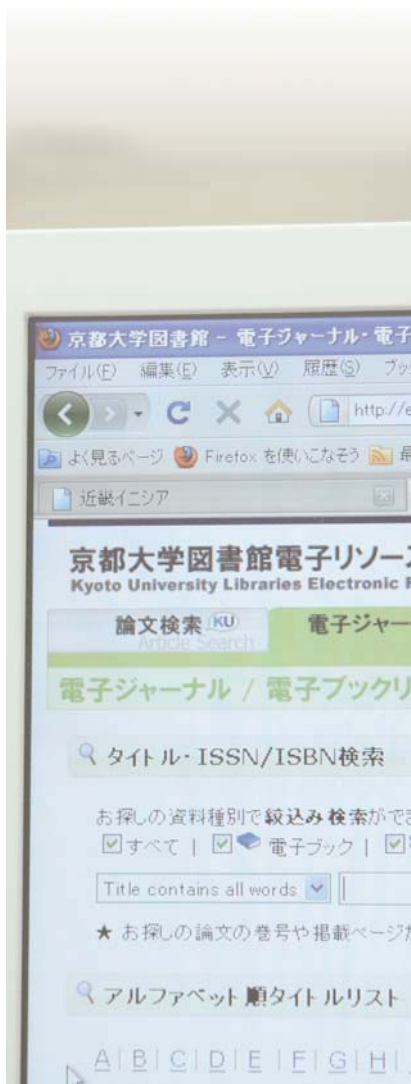 京都大学図書館 - 電子ジャーナル・電子
ファイル(F) 編集(E) 表示(V) 履歴(S) ブッ
http://e
よく見るページ Firefox を使いこなそう 最
近畿イニシア
京都大学図書館電子リソース
Kyoto University Libraries Electronic
論文検索 KU 電子ジャー
Article Search
電子ジャーナル / 電子ブックリ
タイトル・ISSN/ISBN検索
お探しの資料種別で絞込み検索ができ
すべて | 電子ブック |
Title contains all words
★ お探しの論文の巻号や掲載ページが
アルファベット順タイトルリスト
A | B | C | D | E | F | G | H |